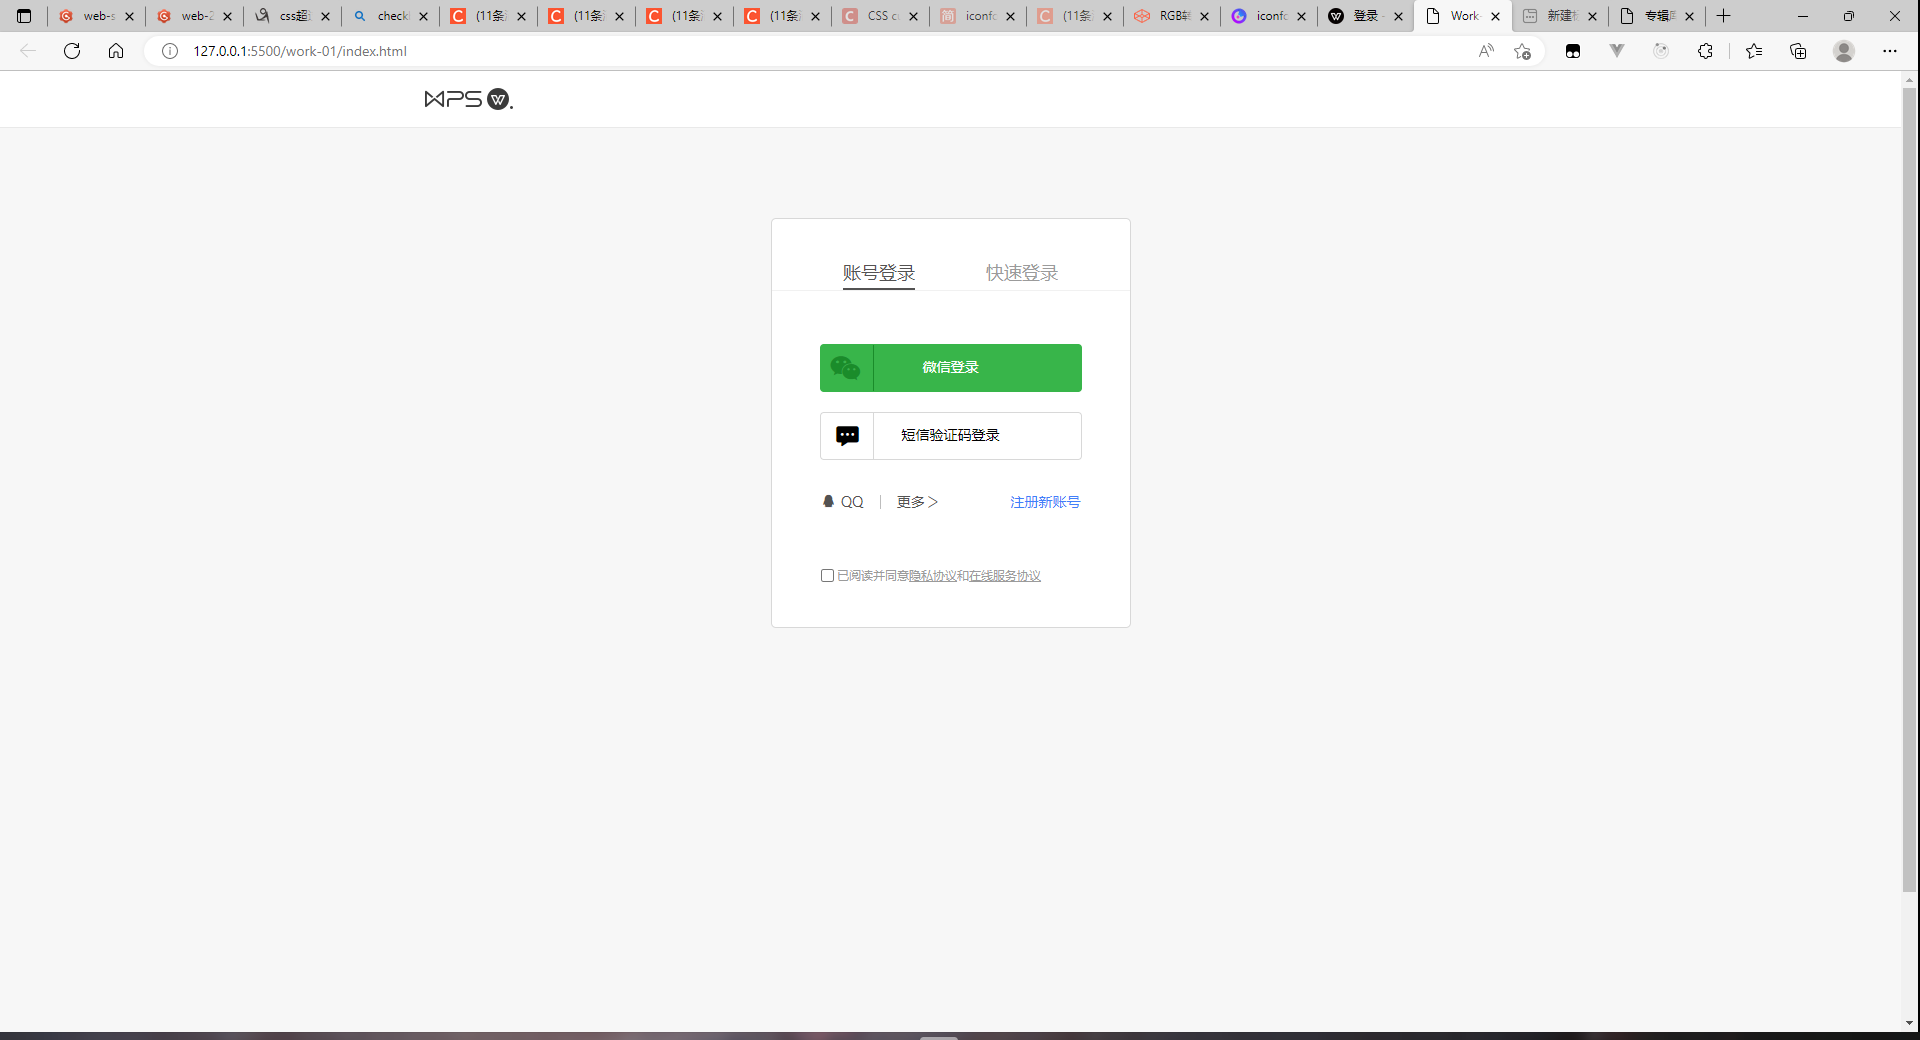 web-s
web-2
css超
check
(11条
(11条
(11条
(11条
CSS c
iconfo
(11条
RGB转
iconfo
登录 -
Work-
新建
专辑
127.0.0.1:5500/work-01/index.html
WPS
账号登录 快速登录
微信登录
短信验证码登录
QQ 更多 > 注册新账号
已阅读并同意隐私协议和在线服务协议